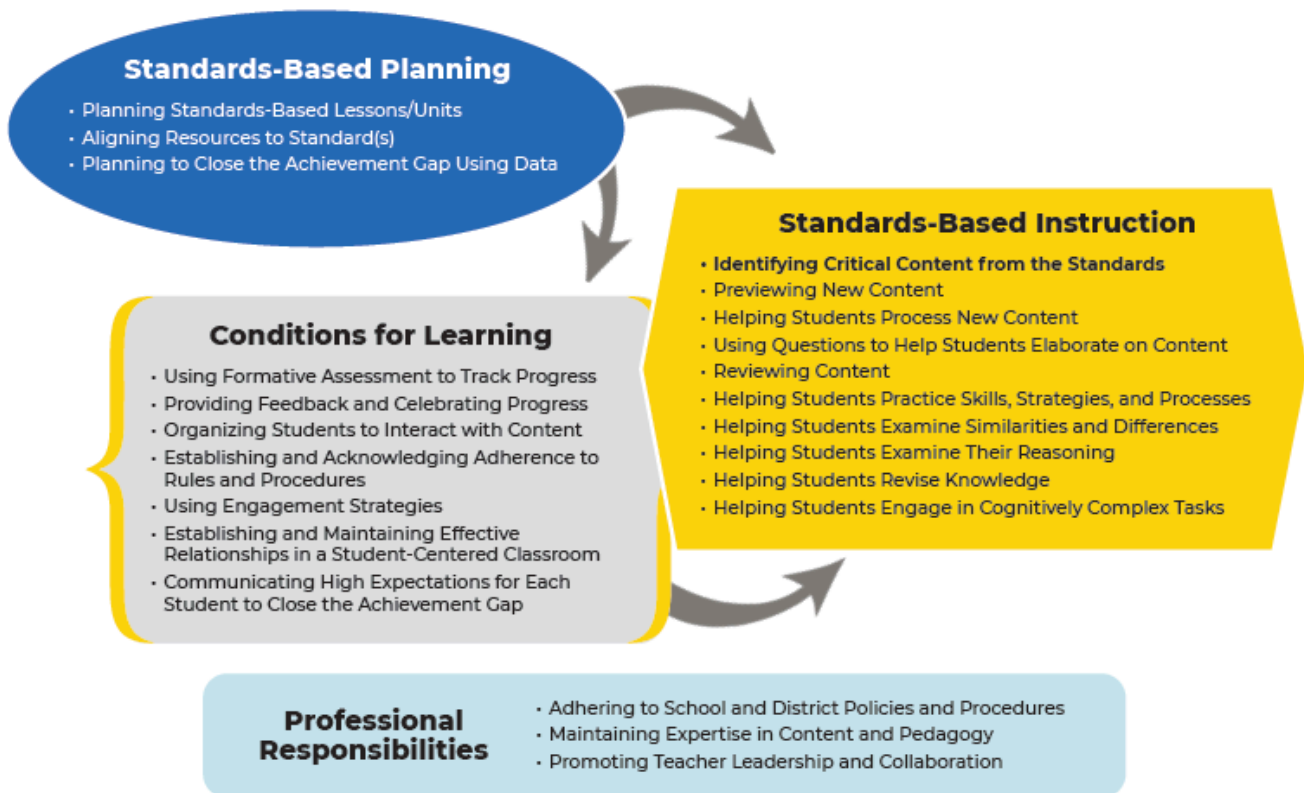 Standards-Based Planning
• Planning Standards-Based Lessons/Units
• Aligning Resources to Standard(s)
• Planning to Close the Achievement Gap Using Data
Standards-Based Instruction
• Identifying Critical Content from the Standards
• Previewing New Content
• Helping Students Process New Content
• Using Questions to Help Students Elaborate on Content
• Reviewing Content
• Helping Students Practice Skills, Strategies, and Processes
• Helping Students Examine Similarities and Differences
• Helping Students Examine Their Reasoning
• Helping Students Revise Knowledge
• Helping Students Engage in Cognitively Complex Tasks
Conditions for Learning
• Using Formative Assessment to Track Progress
• Providing Feedback and Celebrating Progress
• Organizing Students to Interact with Content
• Establishing and Acknowledging Adherence to
Rules and Procedures
• Using Engagement Strategies
• Establishing and Maintaining Effective
Relationships in a Student-Centered Classroom
• Communicating High Expectations for Each
Student to Close the Achievement Gap
Professional
Responsibilities
• Adhering to School and District Policies and Procedures
• Maintaining Expertise in Content and Pedagogy
• Promoting Teacher Leadership and Collaboration